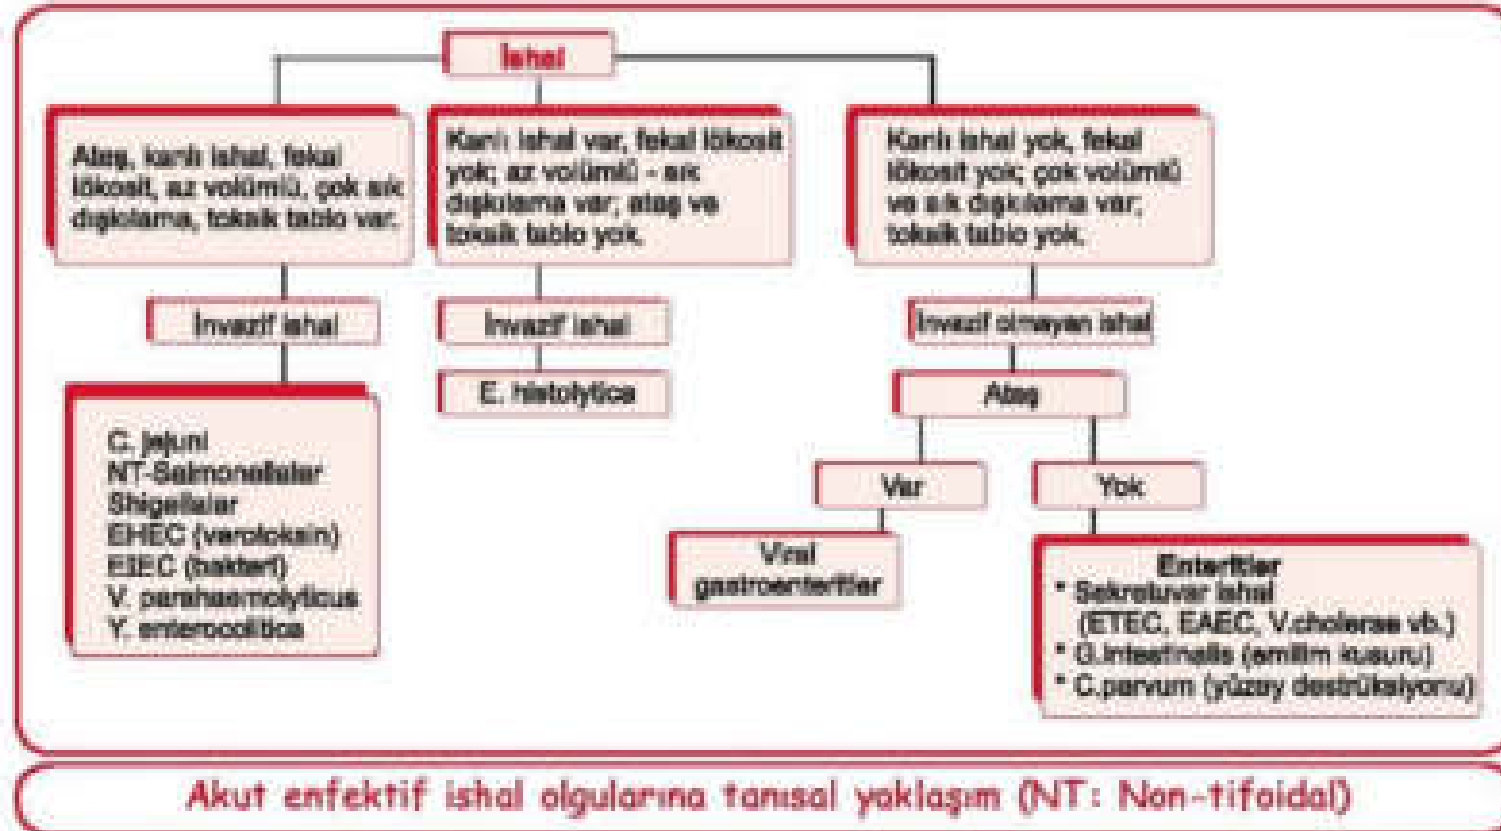 İshal
Ateş, kanlı ishal, fekal
lökosit, az volümlü, çok sık
dışkılama, toksik tablo var.
Kanlı ishal var, fekal lökosit
yok; az volümlü - sık
dışkılama var; ateş ve
toksik tablo yok.
Kanlı ishal yok, fekal
lökosit yok; çok volümlü
ve sık dışkılama var;
toksik tablo yok.
İnvazif ishal
İnvazif ishal
İnvazif olmayan ishal
E. histolytica
Ateş
C. jejuni
NT-Salmonellalar
Shigellalar
EHEC (verotoksin)
EIEC (bakteri)
V. parahaemolyticus
Y. enterocolitica
Var
Yok
Viral
gastroenteritler
Enteritler
* Sekretuvar ishal
(ETEC, EAEC, V.cholerae vb.)
* G.intestinalis (emilim kusuru)
* C.parvum (yüzey destrüksiyonu)
Akut enfektif ishal olgularına tanısal yaklaşım (NT: Non-tifoidal)